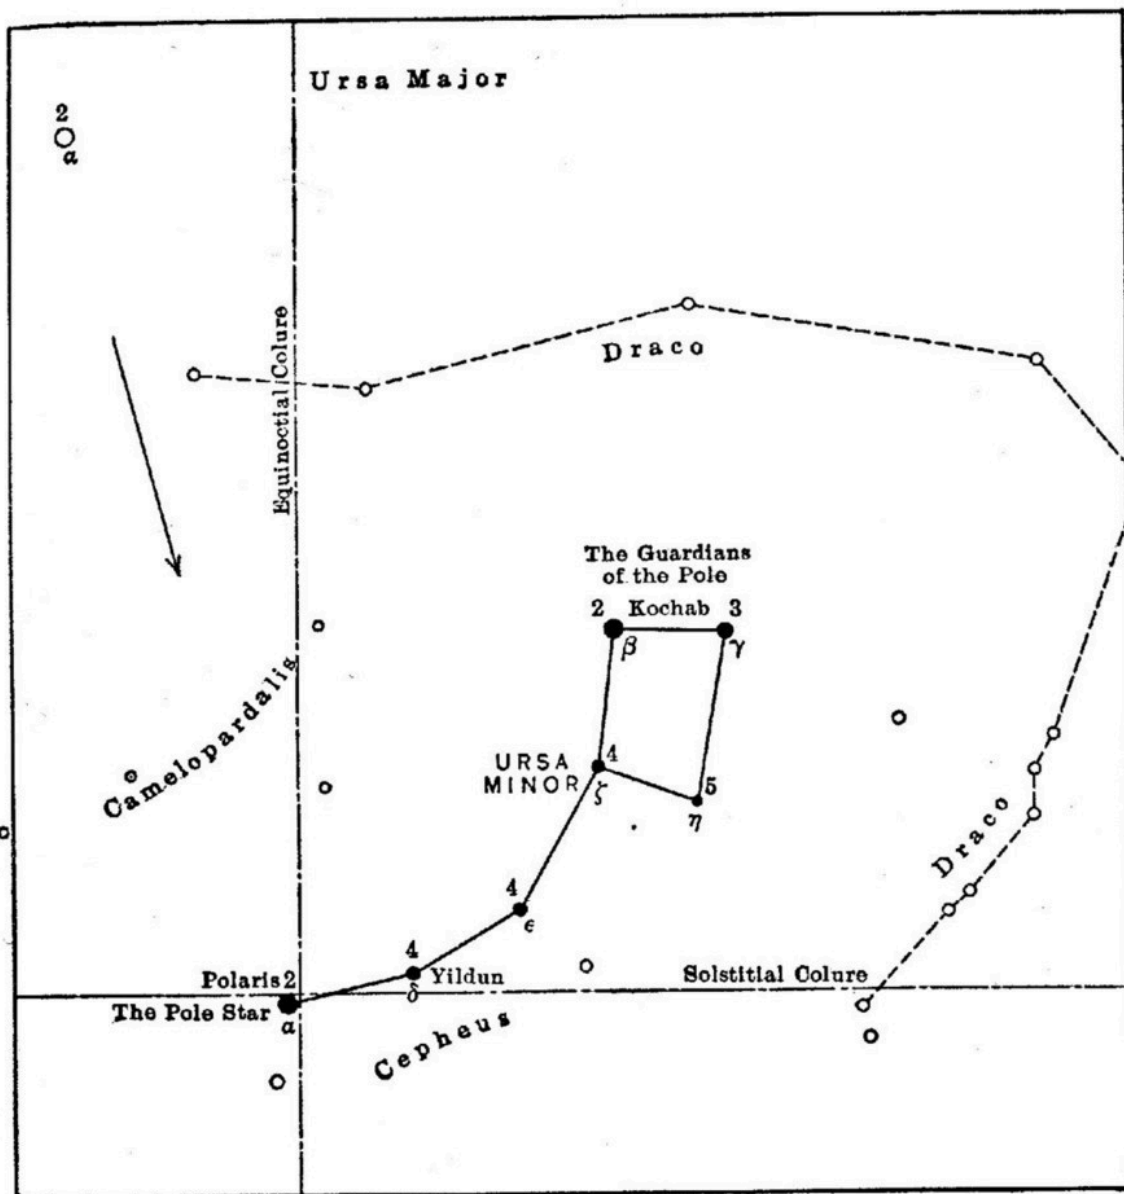 Ursa Major
2
α
Equinoctial Colure
Draco
The Guardians
of the Pole
2 Kochab 3
β γ
Camelopardalis
URSA 4
MINOR ζ
5
η
Draco
4
ϵ
4
Yildun
δ
Solstitial Colure
Polaris 2
The Pole Star
α
Cepheus